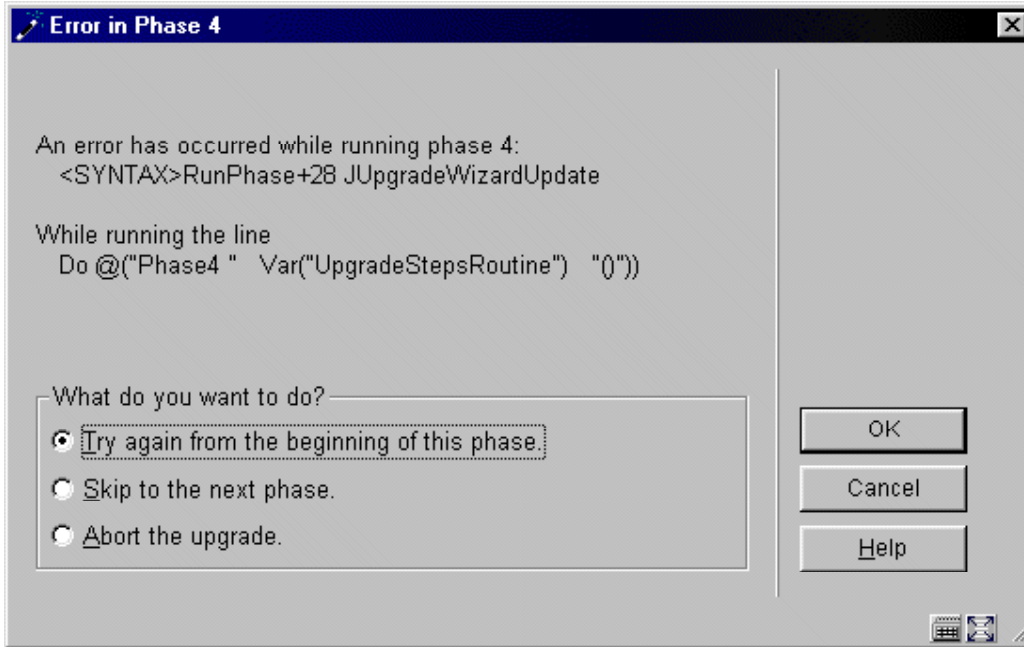 Error in Phase 4
An error has occurred while running phase 4:
<SYNTAX>RunPhase+28 JUpgradeWizardUpdate
While running the line
Do @("Phase4 " Var("UpgradeStepsRoutine") "()"))
What do you want to do?
Try again from the beginning of this phase.
Skip to the next phase.
Abort the upgrade.
OK
Cancel
Help